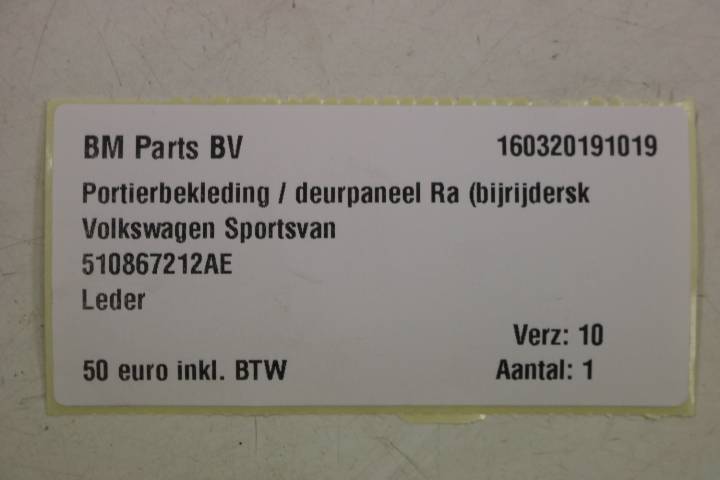 BM Parts BV 160320191019
Portierbekleding / deurpaneel Ra (bijrijdersk
Volkswagen Sportsvan
510867212AE
Leder
Verz: 10
50 euro inkl. BTW Aantal: 1